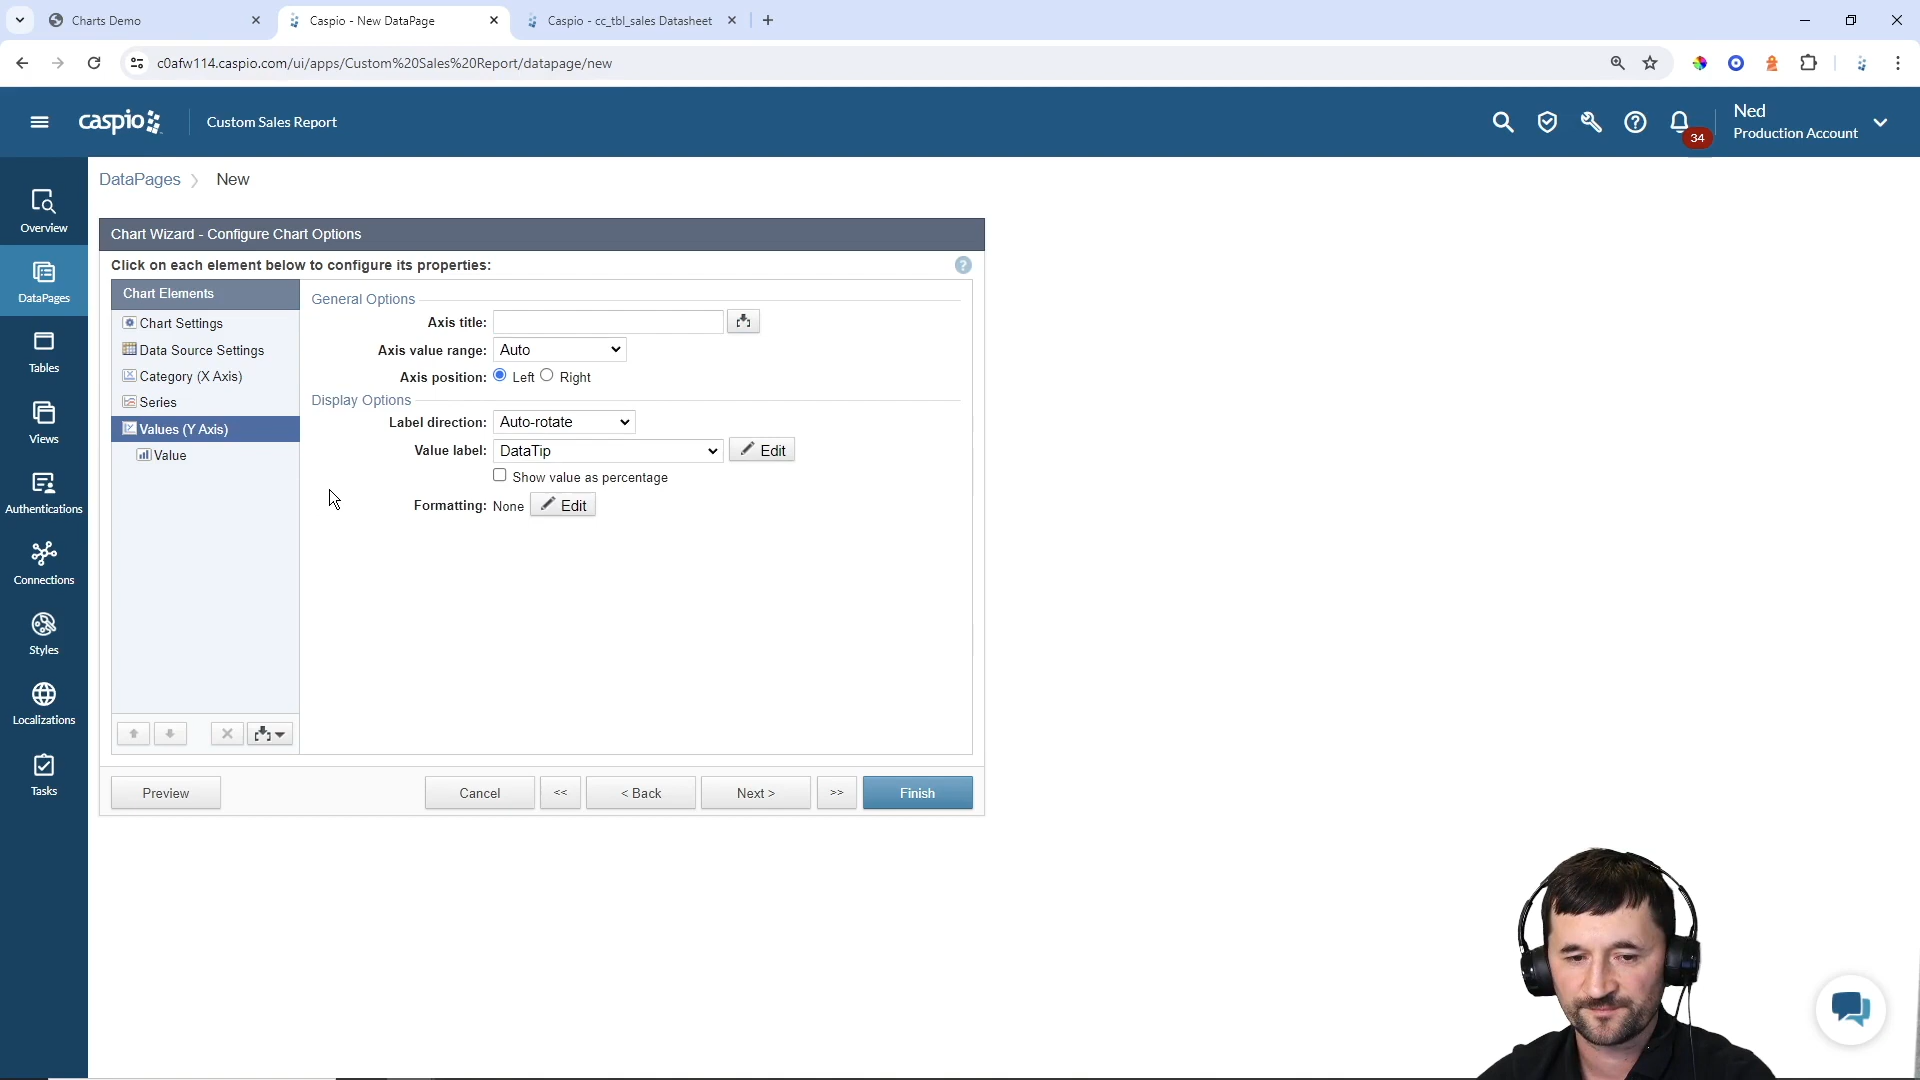 Charts Demo
Caspio - New DataPage
Caspio - cc_tbl_sales Datasheet
c0afw114.caspio.com/ui/apps/Custom%20Sales%20Report/datapage/new
caspio
Custom Sales Report
34
Ned
Production Account
Overview
DataPages
Tables
Views
Authentications
Connections
Styles
Localizations
Tasks
DataPages
New
Chart Wizard - Configure Chart Options
Click on each element below to configure its properties:
?
Chart Elements
Chart Settings
Data Source Settings
Category (X Axis)
Series
Values (Y Axis)
Value
General Options
Axis title:
Axis value range: Auto
Axis position: Left Right
Display Options
Label direction: Auto-rotate
Value label: DataTip Edit
Show value as percentage
Formatting: None Edit
Preview
Cancel
<<
< Back
Next >
>>
Finish